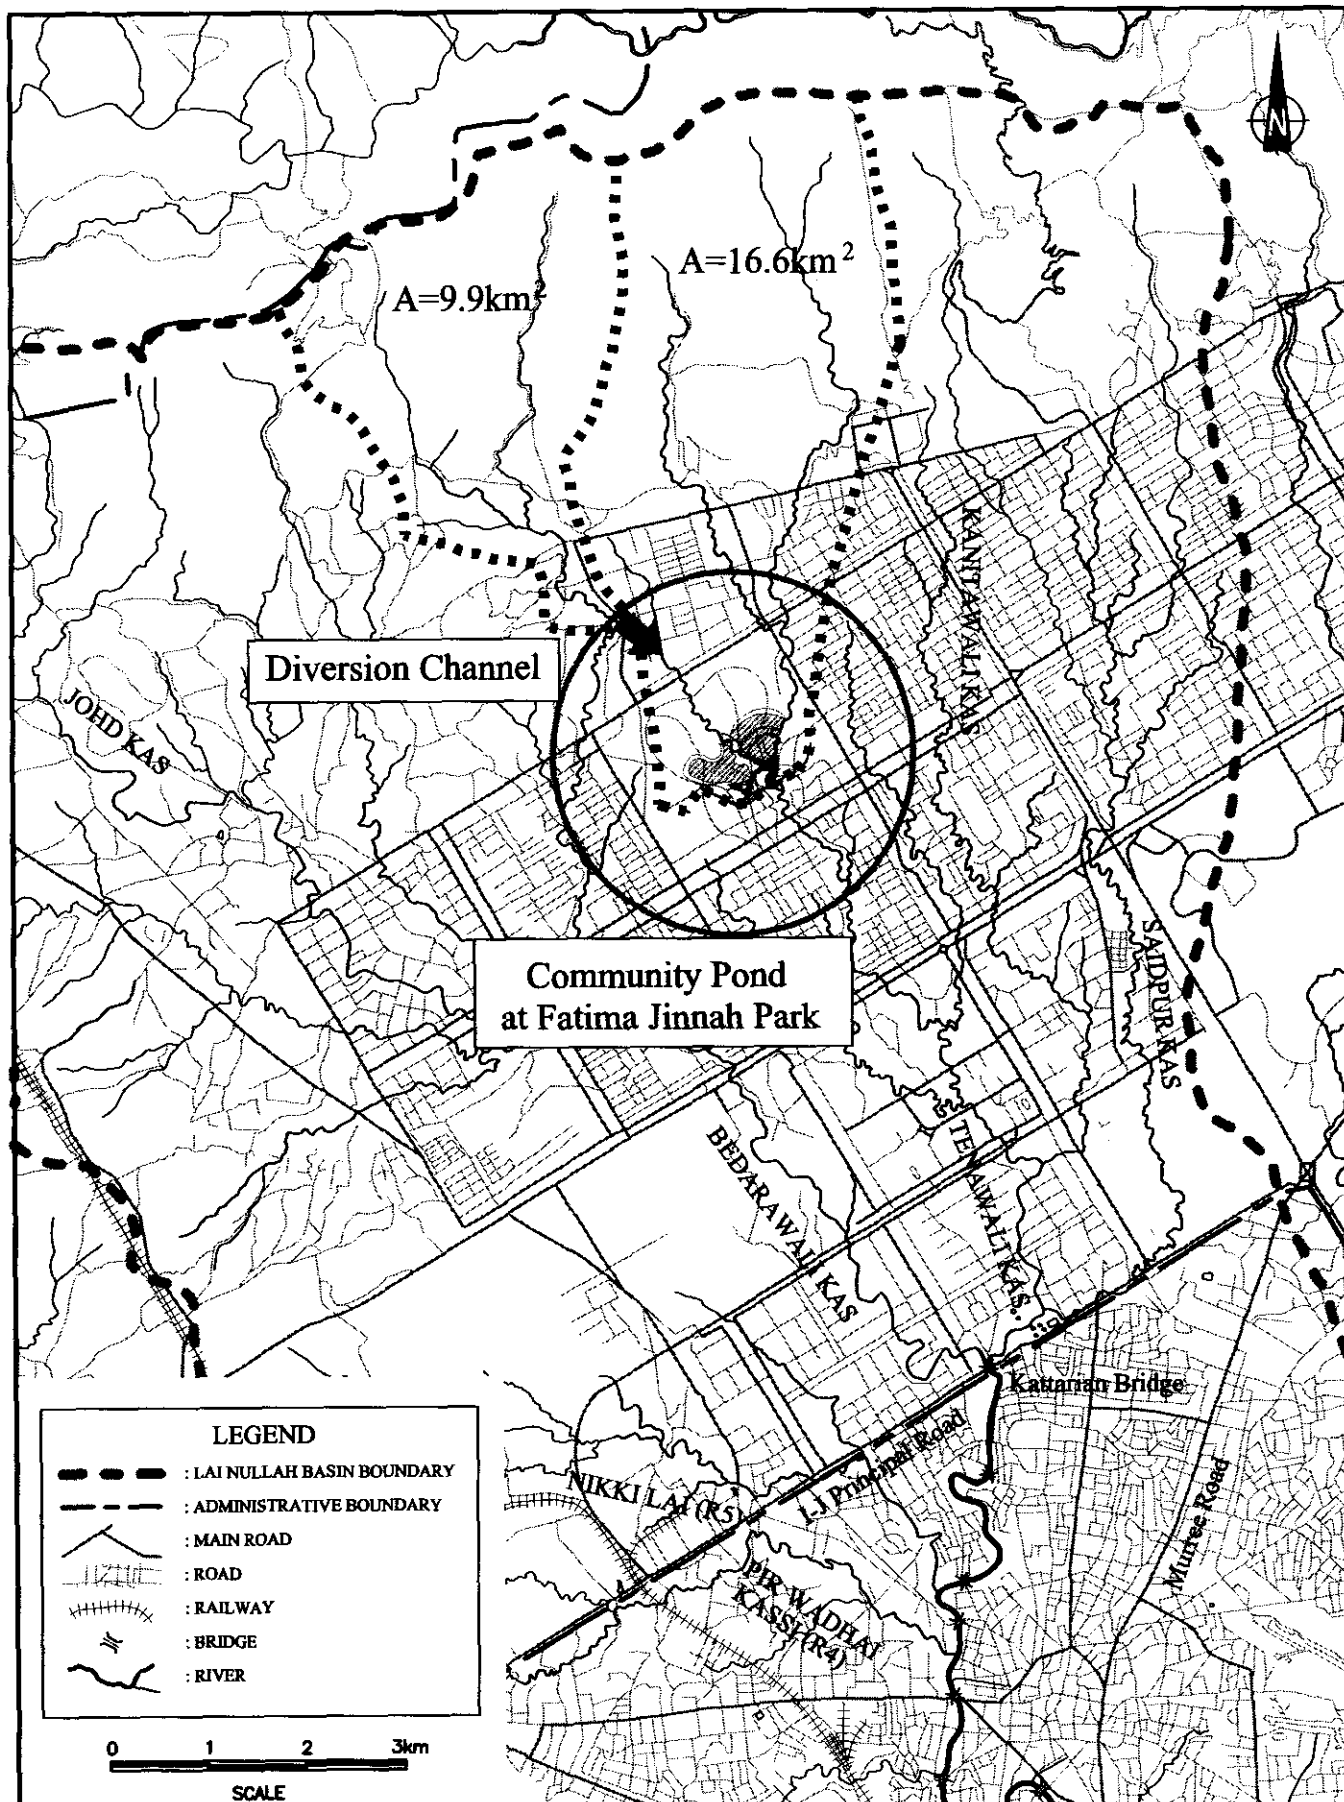 N
A=16.6km²
A=9.9km²
KANITAWALI KAS
Diversion Channel
JOHD KAS
Community Pond
at Fatima Jinnah Park
SAIDPUR KAS
BEDARAWALI KAS
TENAWALI KAS
Kattarian Bridge
I-J Principal Road
NIKKI LAI (R5)
Murree Road
PIR WADHAI
KASSI (R4)
LEGEND
: LAI NULLAH BASIN BOUNDARY
: ADMINISTRATIVE BOUNDARY
: MAIN ROAD
: ROAD
: RAILWAY
: BRIDGE
: RIVER
0 1 2 3km
SCALE